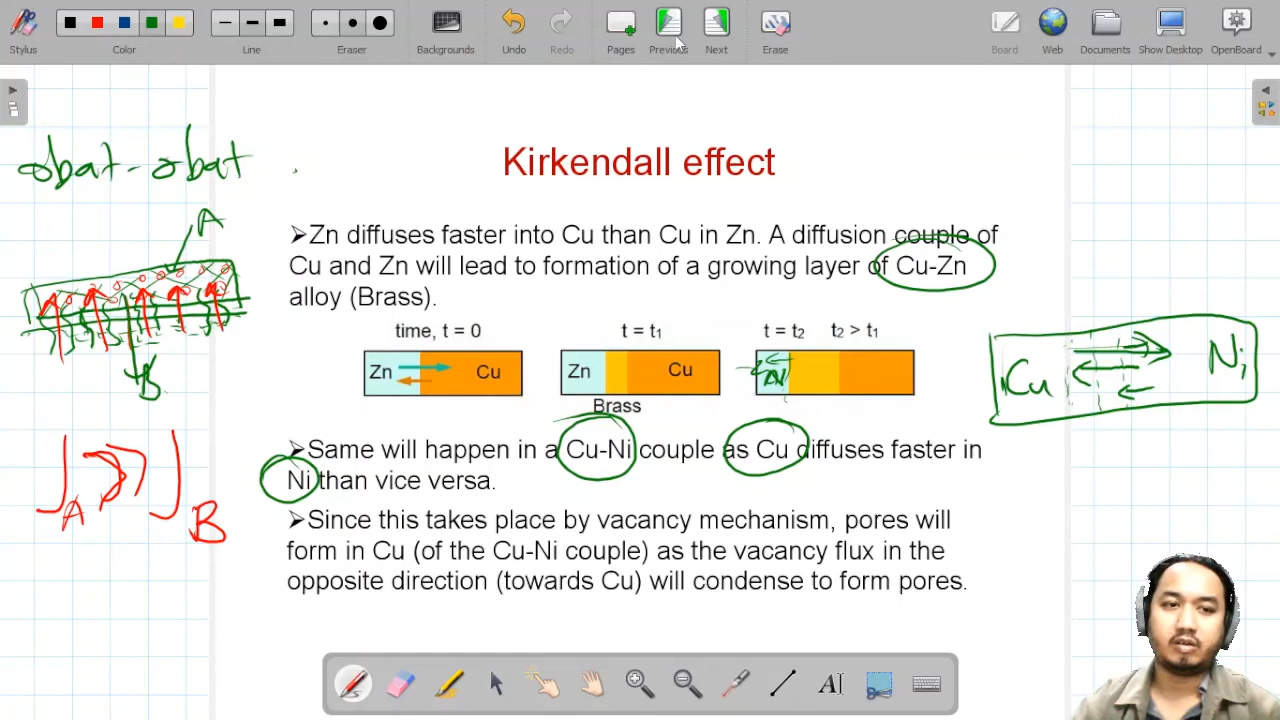 Stylus
Color
Line
Eraser
Backgrounds
Undo
Redo
Pages
Previous
Next
Erase
Board
Web
Documents
Show Desktop
OpenBoard
obat-obat
A
B
J_A >> J_B
Kirkendall effect
➢Zn diffuses faster into Cu than Cu in Zn. A diffusion couple of
Cu and Zn will lead to formation of a growing layer of Cu-Zn
alloy (Brass).
time, t = 0
t = t₁
t = t₂
t₂ > t₁
Zn
Cu
Zn
Cu
Brass
Cu
Ni
➢Same will happen in a Cu-Ni couple as Cu diffuses faster in
Ni than vice versa.
➢Since this takes place by vacancy mechanism, pores will
form in Cu (of the Cu-Ni couple) as the vacancy flux in the
opposite direction (towards Cu) will condense to form pores.